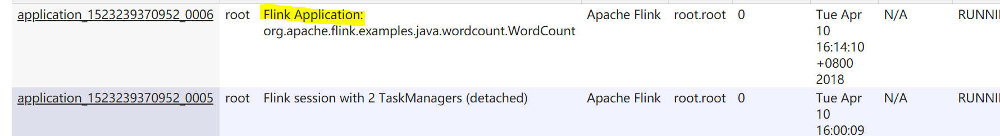 application_1523239370952_0006 root Flink Application: Apache Flink root.root 0 Tue Apr N/A RUNNI
org.apache.flink.examples.java.wordcount.WordCount 10
16:14:10
+0800
2018
application_1523239370952_0005 root Flink session with 2 TaskManagers (detached) Apache Flink root.root 0 Tue Apr N/A RUNNI
10
16:00:09